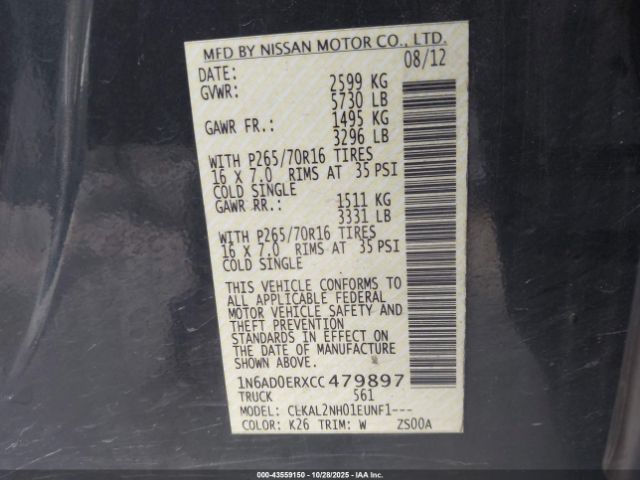 MFD BY NISSAN MOTOR CO., LTD.
DATE: 08/12
GVWR: 2599 KG
5730 LB
GAWR FR.: 1495 KG
3296 LB
WITH P265/70R16 TIRES
16 X 7.0 RIMS AT 35 PSI
COLD SINGLE
GAWR RR.: 1511 KG
3331 LB
WITH P265/70R16 TIRES
16 X 7.0 RIMS AT 35 PSI
COLD SINGLE
THIS VEHICLE CONFORMS TO
ALL APPLICABLE FEDERAL
MOTOR VEHICLE SAFETY AND
THEFT PREVENTION
STANDARDS IN EFFECT ON
THE DATE OF MANUFACTURE
SHOWN ABOVE.
1N6AD0ERXCC479897
TRUCK 561
MODEL: CLKAL2NH01EUNF1---
COLOR: K26 TRIM: W ZS00A
000-43559150 - 10/28/2025 - IAAI